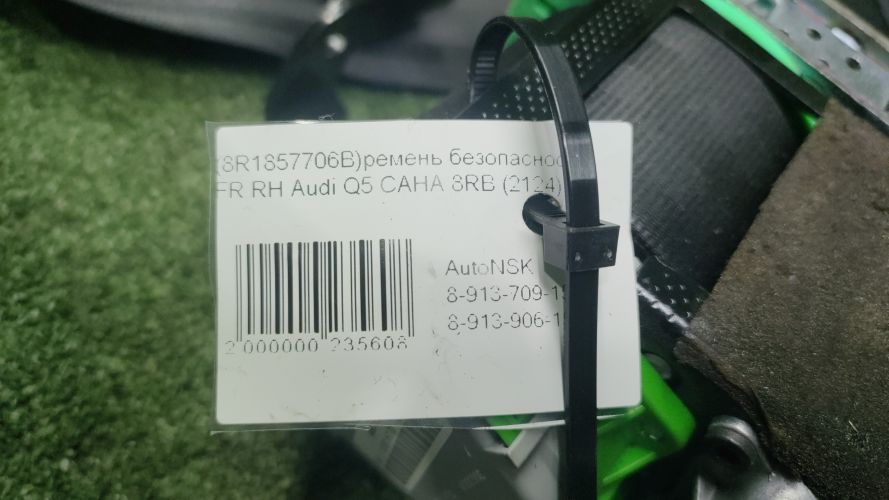 (8R1857706B)ремень безопаснос
FR RH Audi Q5 CAHA 8RB (2124)
AutoNSK
8-913-709-1
8-913-906-1
2 000000 235608